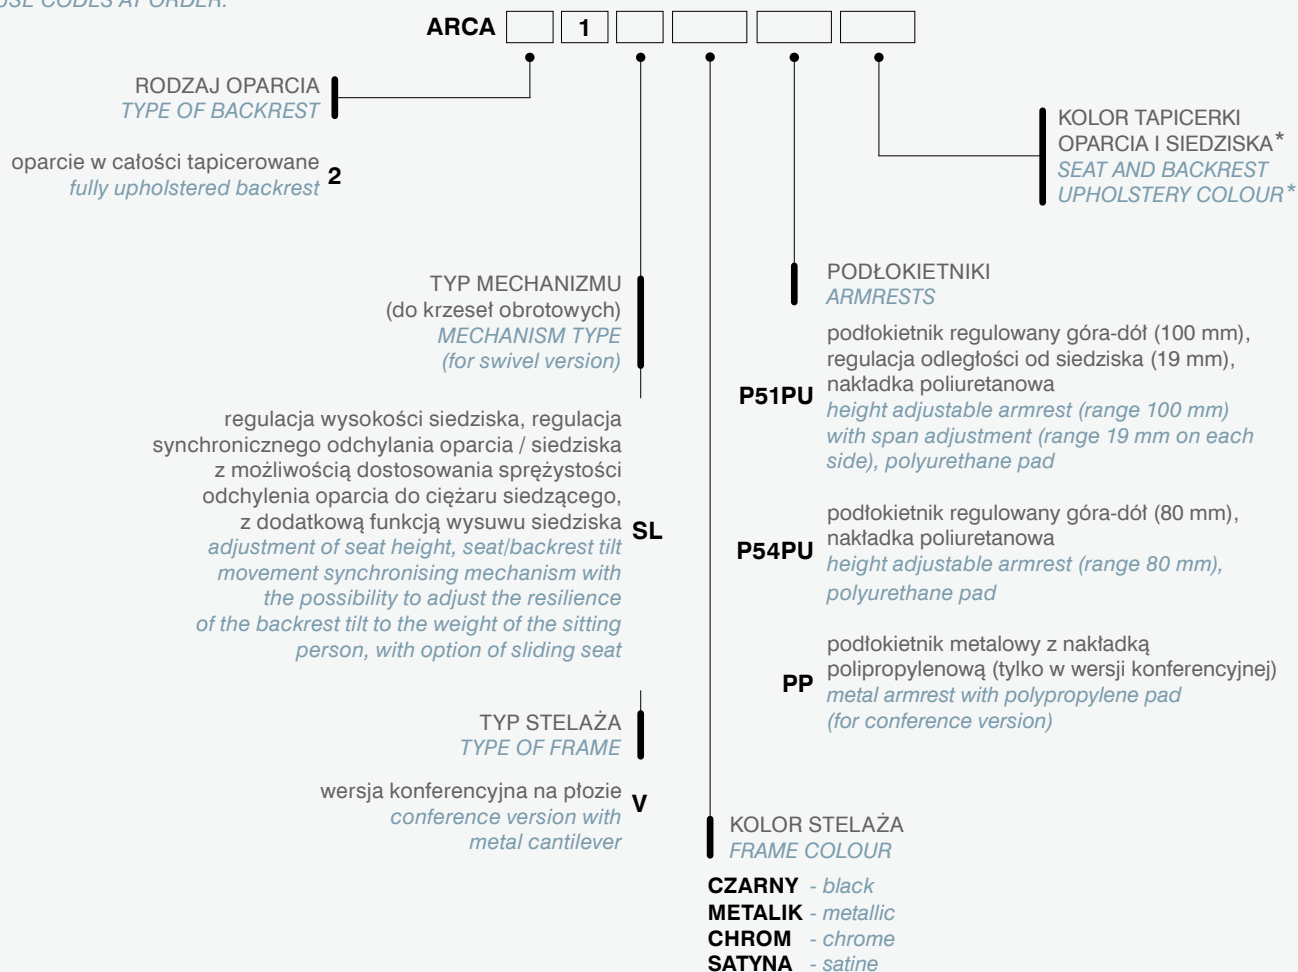 USE CODES AT ORDER.
ARCA 1
RODZAJ OPARCIA
TYPE OF BACKREST
oparcie w całości tapicerowane
fully upholstered backrest
2
KOLOR TAPICERKI
OPARCIA I SIEDZISKA*
SEAT AND BACKREST
UPHOLSTERY COLOUR*
TYP MECHANIZMU
(do krzeseł obrotowych)
MECHANISM TYPE
(for swivel version)
regulacja wysokości siedziska, regulacja
synchronicznego odchylania oparcia / siedziska
z możliwością dostosowania sprężystości
odchylenia oparcia do ciężaru siedzącego,
z dodatkową funkcją wysuwu siedziska
adjustment of seat height, seat/backrest tilt
movement synchronising mechanism with
the possibility to adjust the resilience
of the backrest tilt to the weight of the sitting
person, with option of sliding seat
SL
TYP STELAŻA
TYPE OF FRAME
wersja konferencyjna na płozie
conference version with
metal cantilever
V
PODŁOKIETNIKI
ARMRESTS
P51PU
podłokietnik regulowany góra-dół (100 mm),
regulacja odległości od siedziska (19 mm),
nakładka poliuretanowa
height adjustable armrest (range 100 mm)
with span adjustment (range 19 mm on each
side), polyurethane pad
P54PU
podłokietnik regulowany góra-dół (80 mm),
nakładka poliuretanowa
height adjustable armrest (range 80 mm),
polyurethane pad
PP
podłokietnik metalowy z nakładką
polipropylenową (tylko w wersji konferencyjnej)
metal armrest with polypropylene pad
(for conference version)
KOLOR STELAŻA
FRAME COLOUR
CZARNY - black
METALIK - metallic
CHROM - chrome
SATYNA - satine